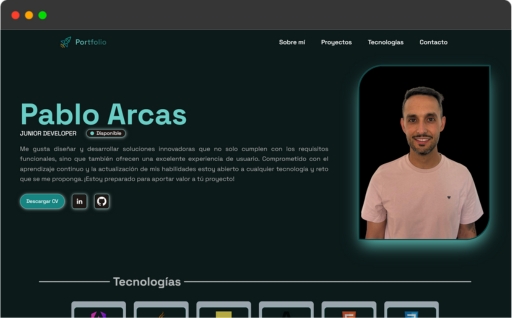 Portfolio
Sobre mí Proyectos Tecnologías Contacto
Pablo Arcas
JUNIOR DEVELOPER Disponible
Me gusta diseñar y desarrollar soluciones innovadoras que no solo cumplen con los requisitos
funcionales, sino que también ofrecen una excelente experiencia de usuario. Comprometido con el
aprendizaje continuo y la actualización de mis habilidades estoy abierto a cualquier tecnología y reto
que se me proponga. ¡Estoy preparado para aportar valor a tú proyecto!
Descargar CV in
Tecnologías